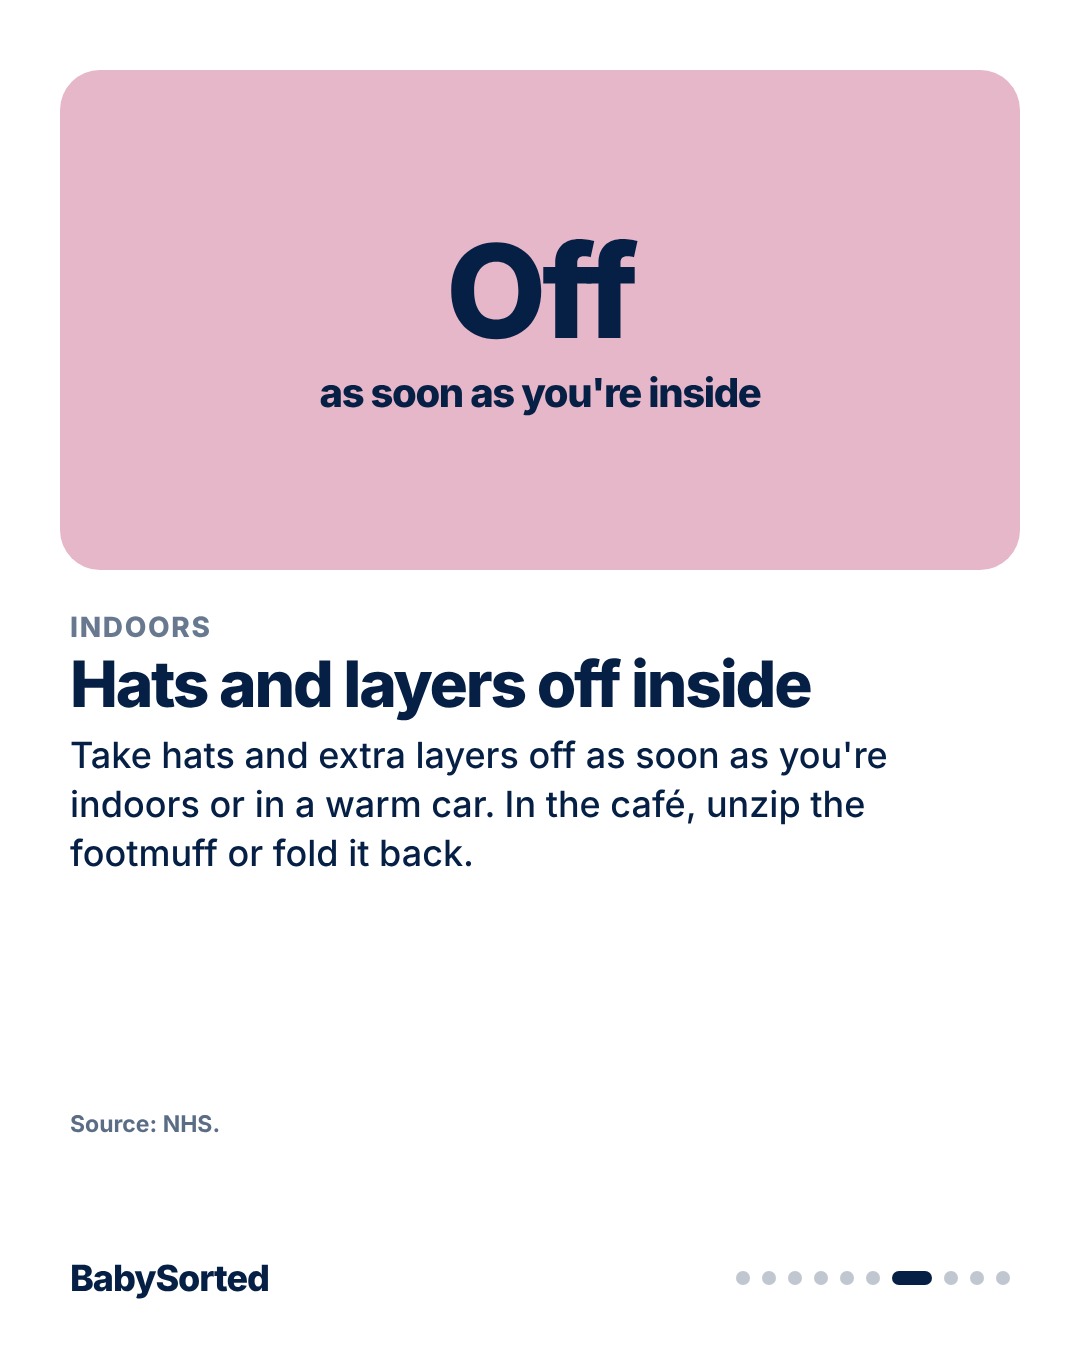 Off
as soon as you're inside
INDOORS
Hats and layers off inside
Take hats and extra layers off as soon as you're
indoors or in a warm car. In the café, unzip the
footmuff or fold it back.
Source: NHS.
BabySorted